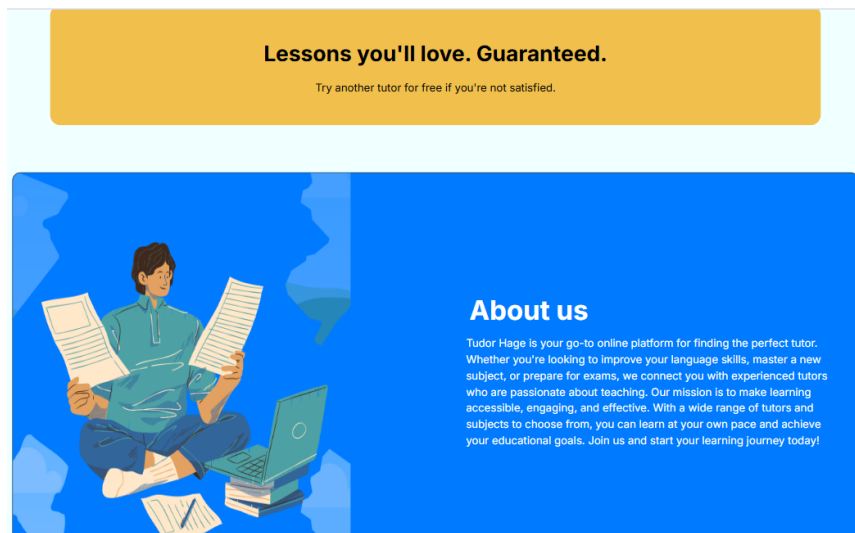 Lessons you'll love. Guaranteed.
Try another tutor for free if you're not satisfied.
About us
Tudor Hage is your go-to online platform for finding the perfect tutor.
Whether you're looking to improve your language skills, master a new
subject, or prepare for exams, we connect you with experienced tutors
who are passionate about teaching. Our mission is to make learning
accessible, engaging, and effective. With a wide range of tutors and
subjects to choose from, you can learn at your own pace and achieve
your educational goals. Join us and start your learning journey today!